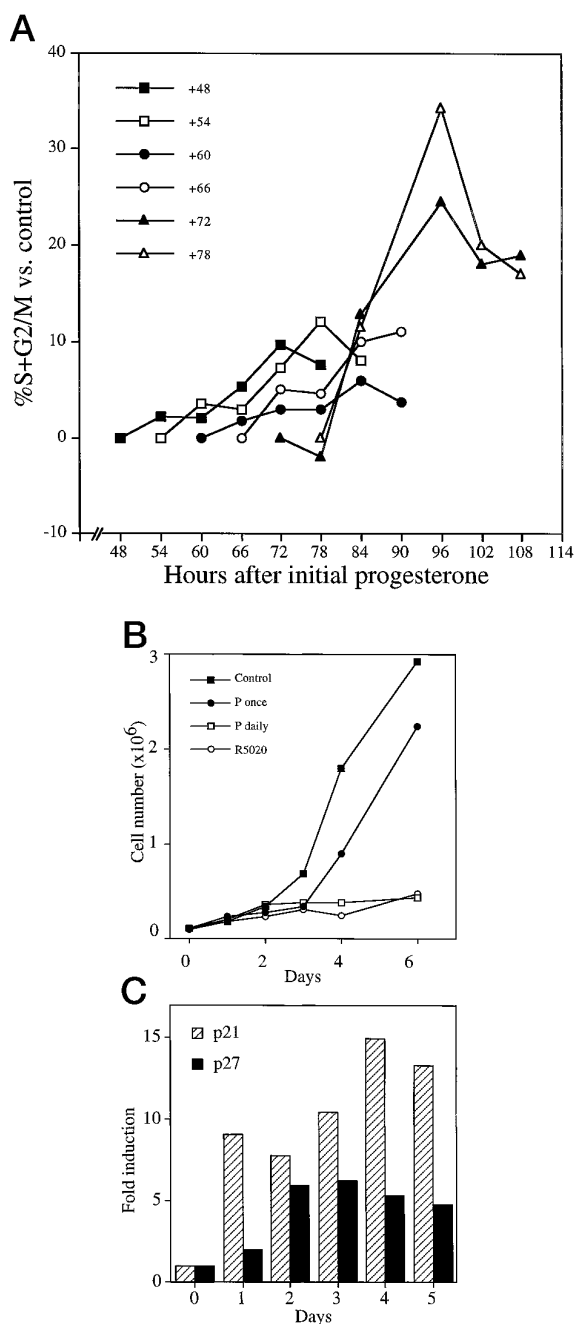 A
40
30
20
10
0
-10
%S+G2/M vs. control
+48
+54
+60
+66
+72
+78
48 54 60 66 72 78 84 90 96 102 108 114
Hours after initial progesterone
B
3
2
1
0
Cell number (x10⁶)
Control
P once
P daily
R5020
0 2 4 6
Days
C
15
10
5
0
Fold induction
p21
p27
0 1 2 3 4 5
Days